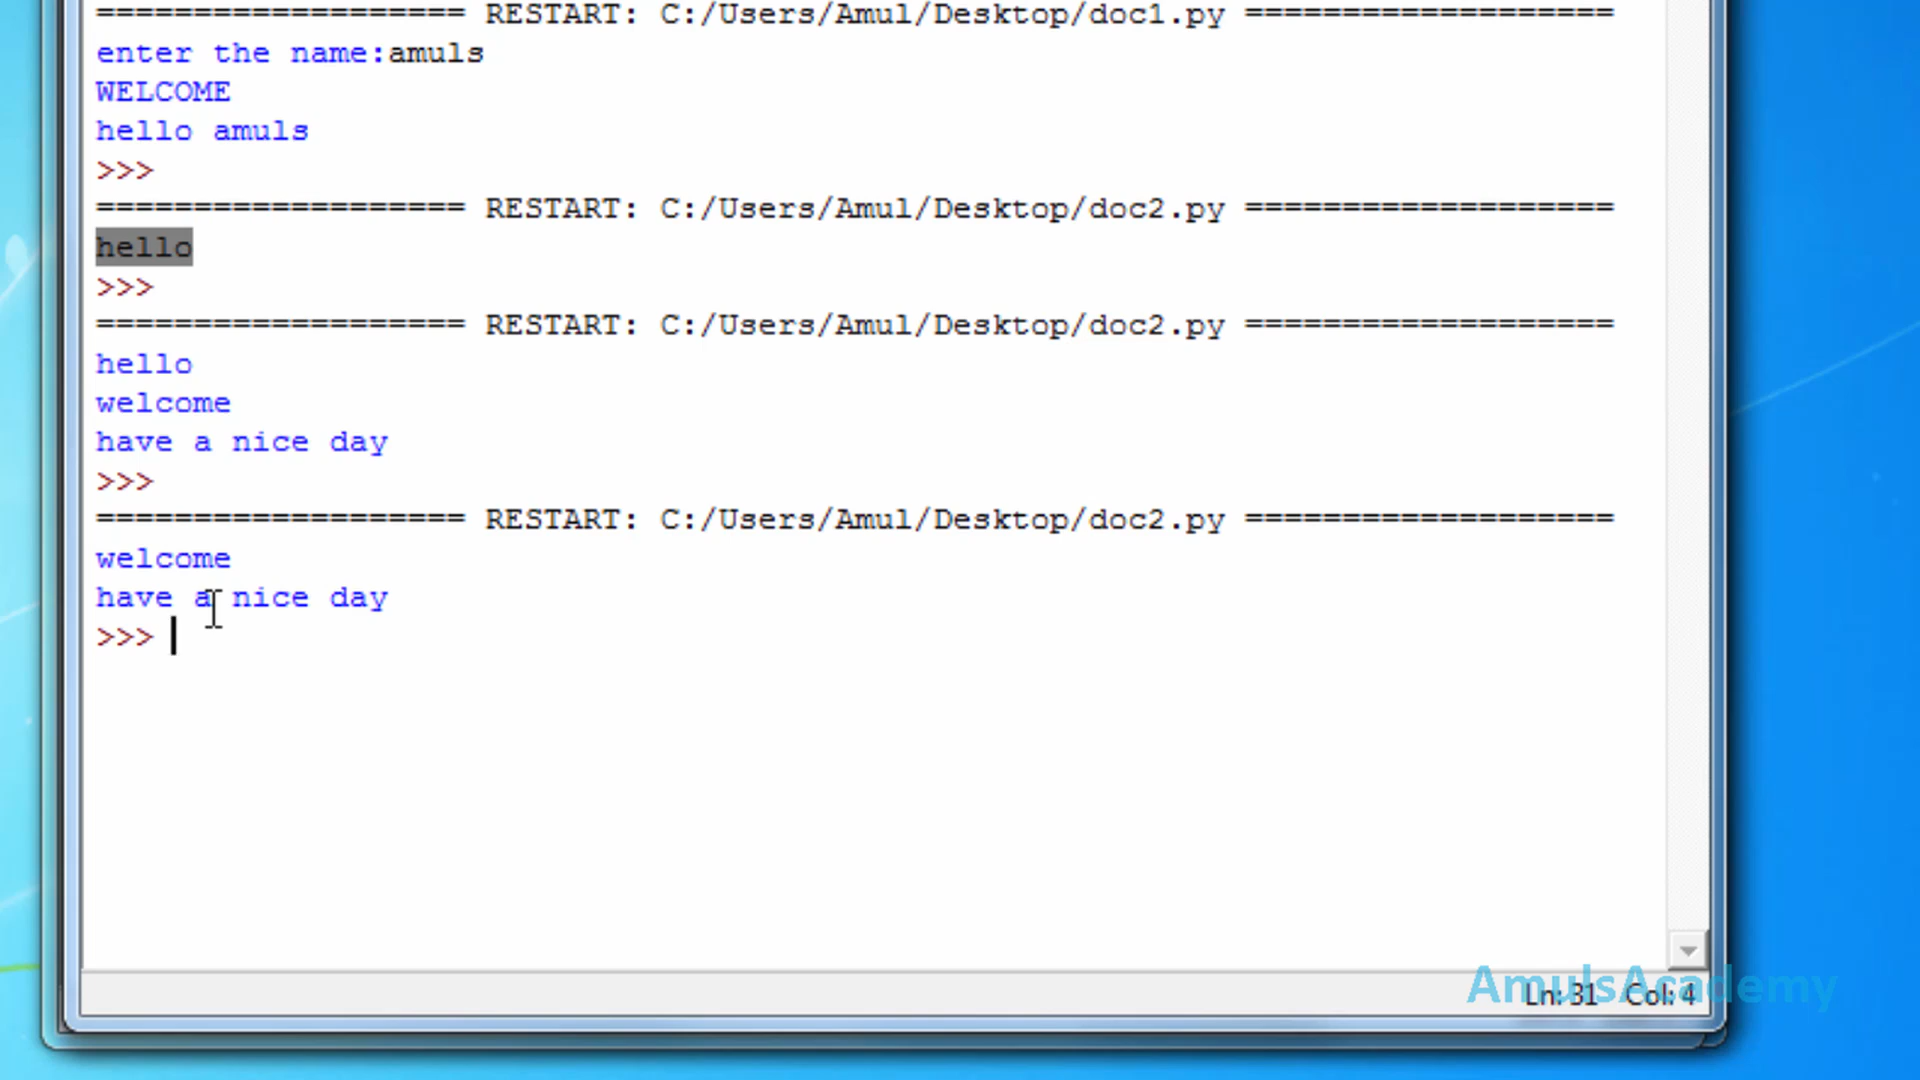 =================== RESTART: C:/Users/Amul/Desktop/doc1.py ===================
enter the name:amuls
WELCOME
hello amuls
>>>
=================== RESTART: C:/Users/Amul/Desktop/doc2.py ===================
hello
>>>
=================== RESTART: C:/Users/Amul/Desktop/doc2.py ===================
hello
welcome
have a nice day
>>>
=================== RESTART: C:/Users/Amul/Desktop/doc2.py ===================
welcome
have a nice day
>>>
AmulsAcademy
Ln: 31 Col: 4